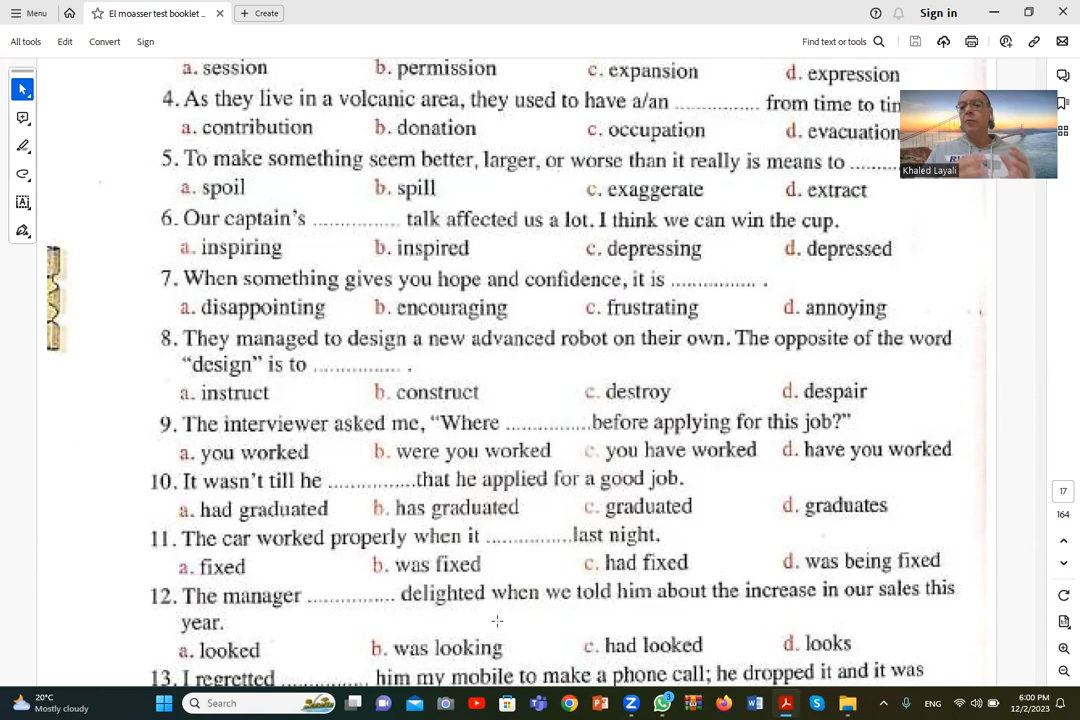 Menu
El moasser test booklet ...
Create
Sign in
All tools
Edit
Convert
Sign
Find text or tools
a. session b. permission c. expansion d. expression
4. As they live in a volcanic area, they used to have a/an .............. from time to
a. contribution b. donation c. occupation d. evacuation
5. To make something seem better, larger, or worse than it really is means to .........
a. spoil b. spill c. exaggerate d. extract
Khaled Layali
6. Our captain's .............. talk affected us a lot. I think we can win the cup.
a. inspiring b. inspired c. depressing d. depressed
7. When something gives you hope and confidence, it is .............. .
a. disappointing b. encouraging c. frustrating d. annoying
8. They managed to design a new advanced robot on their own. The opposite of the word
"design" is to .............. .
a. instruct b. construct c. destroy d. despair
9. The interviewer asked me, "Where ..............before applying for this job?"
a. you worked b. were you worked c. you have worked d. have you worked
10. It wasn't till he ..............that he applied for a good job.
a. had graduated b. has graduated c. graduated d. graduates
11. The car worked properly when it ..............last night.
a. fixed b. was fixed c. had fixed d. was being fixed
12. The manager .............. delighted when we told him about the increase in our sales this
year.
a. looked b. was looking c. had looked d. looks
13. I regretted .............. him my mobile to make a phone call; he dropped it and it was
17
164
20°C
Mostly cloudy
Search
3
ENG
6:00 PM
12/2/2023